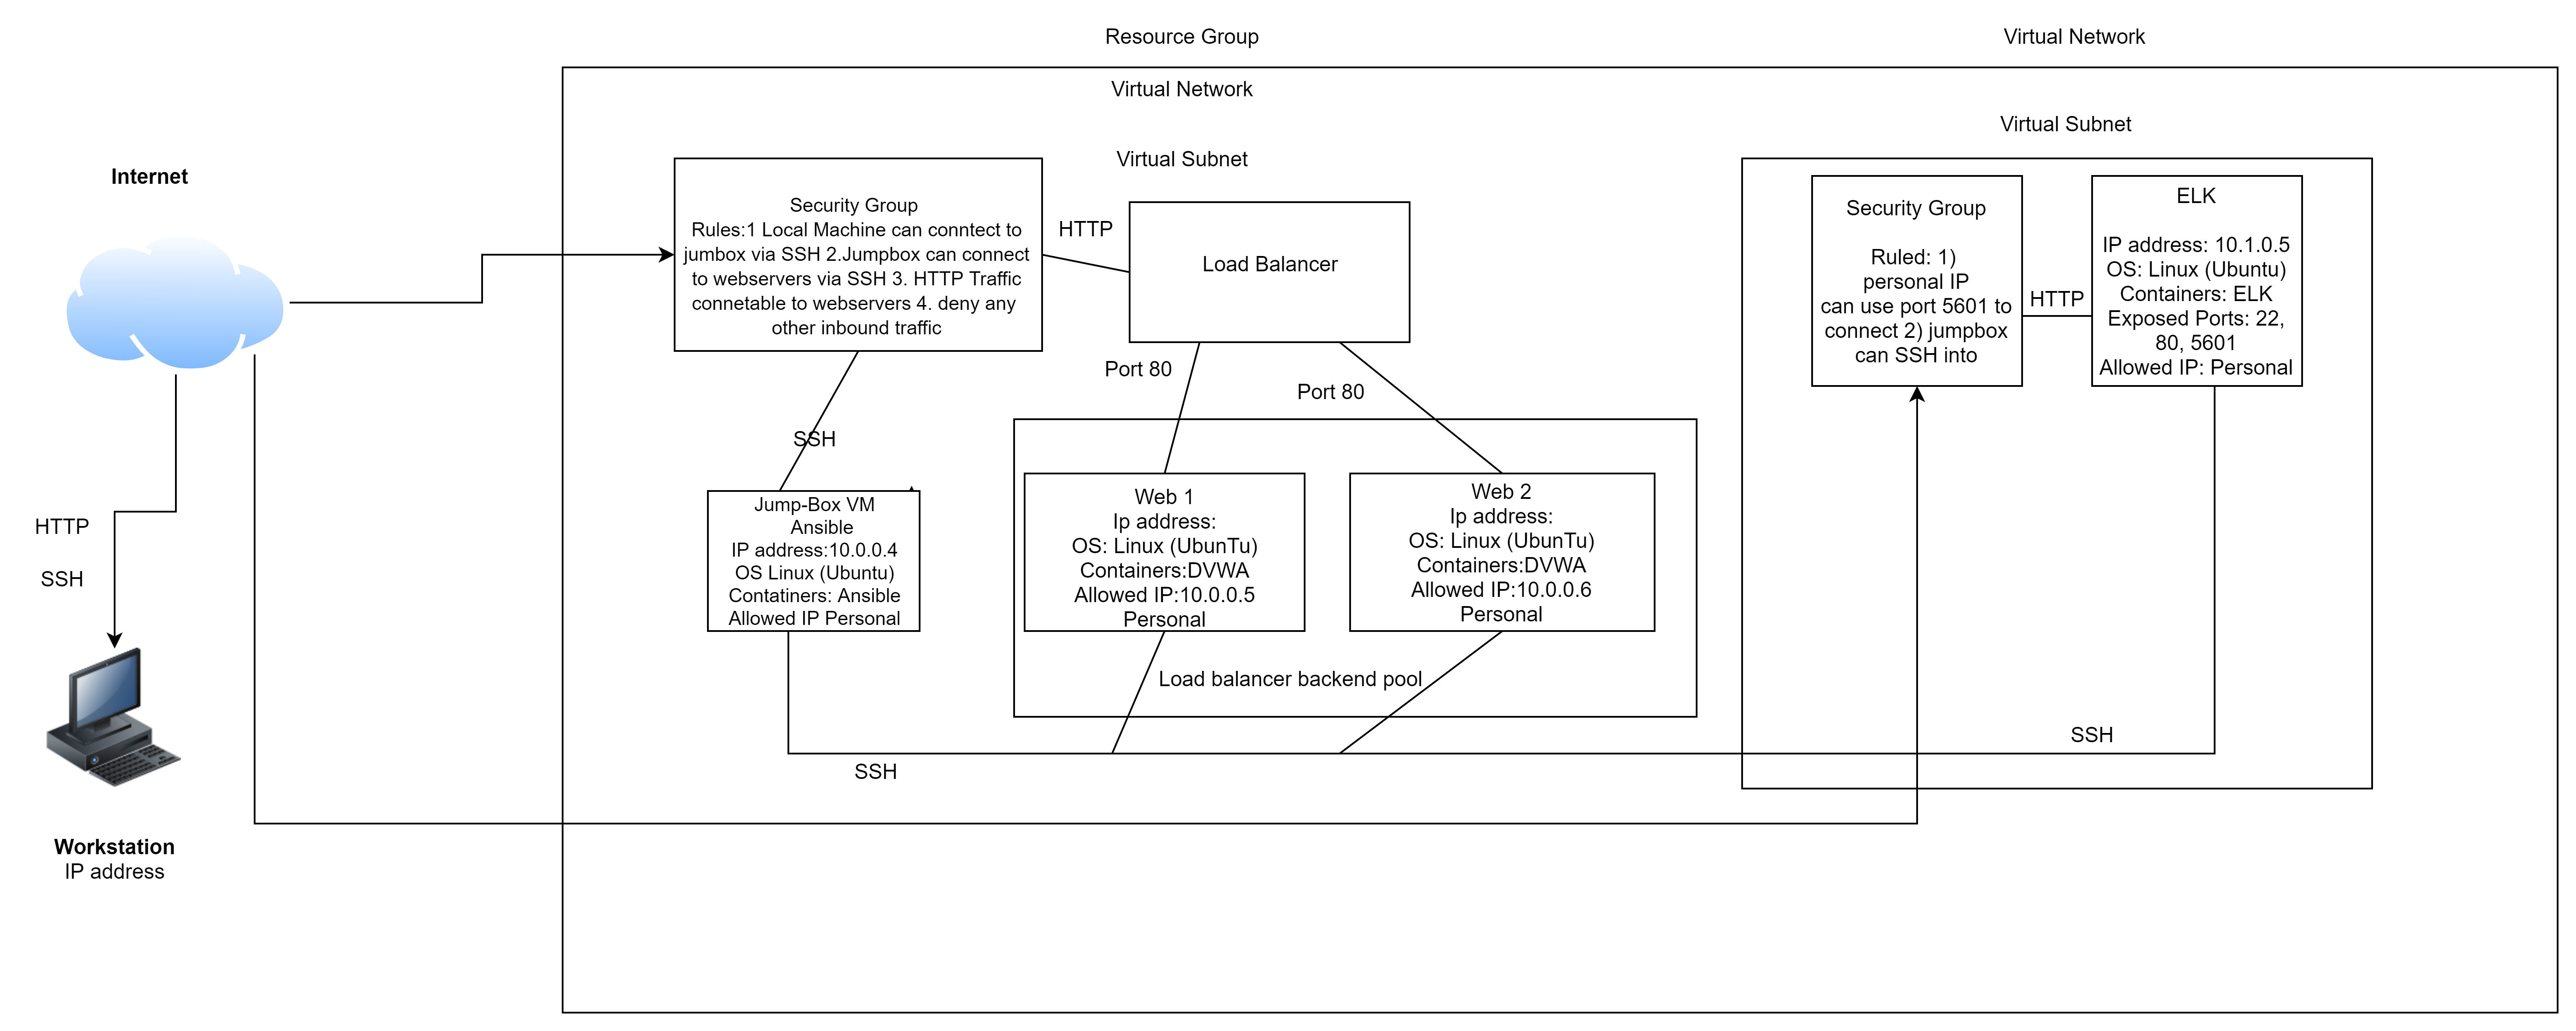 Resource Group
Virtual Network
Virtual Network
Virtual Subnet
Virtual Subnet
Internet
Security Group
Rules:1 Local Machine can conntect to
jumbox via SSH 2.Jumpbox can connect
to webservers via SSH 3. HTTP Traffic
connetable to webservers 4. deny any
other inbound traffic
HTTP
Load Balancer
Security Group
Ruled: 1)
personal IP
can use port 5601 to
connect 2) jumpbox
can SSH into
HTTP
ELK
IP address: 10.1.0.5
OS: Linux (Ubuntu)
Containers: ELK
Exposed Ports: 22,
80, 5601
Allowed IP: Personal
Port 80
Port 80
SSH
HTTP
SSH
Jump-Box VM
Ansible
IP address:10.0.0.4
OS Linux (Ubuntu)
Contatiners: Ansible
Allowed IP Personal
Web 1
Ip address:
OS: Linux (UbunTu)
Containers:DVWA
Allowed IP:10.0.0.5
Personal
Web 2
Ip address:
OS: Linux (UbunTu)
Containers:DVWA
Allowed IP:10.0.0.6
Personal
Load balancer backend pool
SSH
SSH
Workstation
IP address